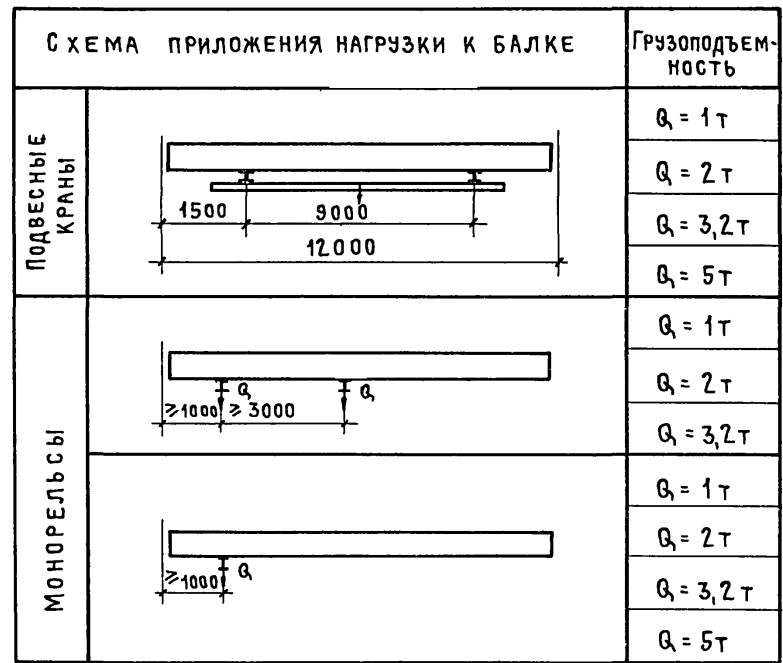 СХЕМА ПРИЛОЖЕНИЯ НАГРУЗКИ К БАЛКЕ
ГРУЗОПОДЪЕМ-
НОСТЬ
ПОДВЕСНЫЕ
КРАНЫ
1500
9000
12000
Q = 1т
Q = 2т
Q = 3,2т
Q = 5т
МОНОРЕЛЬСЫ
Q
Q
≥1000
≥ 3000
Q = 1т
Q = 2т
Q = 3,2т
Q
≥1000
Q = 1т
Q = 2т
Q = 3,2т
Q = 5т